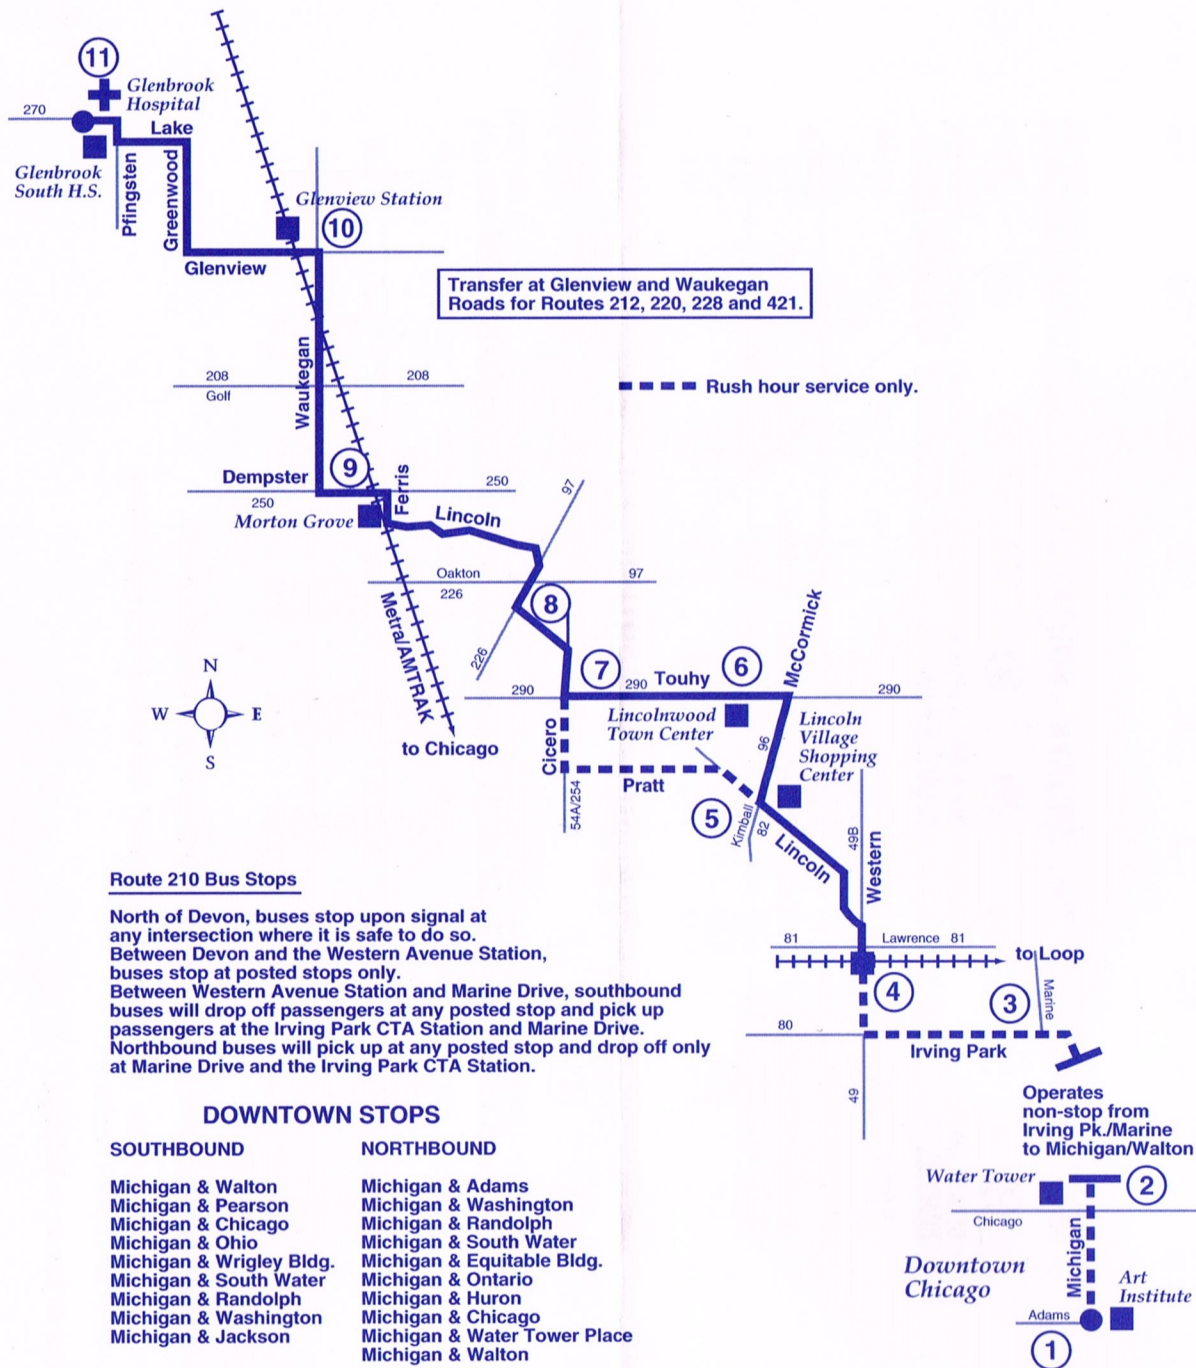 11
Glenbrook
Hospital
270
Lake
Glenbrook
South H.S.
Pfingsten
Greenwood
Glenview Station
10
Glenview
Transfer at Glenview and Waukegan
Roads for Routes 212, 220, 228 and 421.
208
208
Golf
Waukegan
Rush hour service only.
9
Dempster
Ferris
250
250
97
Morton Grove
Lincoln
Oakton
97
226
8
McCormick
Metra/AMTRAK
226
N
W
E
S
7
6
290
290
Touhy
290
Lincolnwood
Town Center
Lincoln
Village
Shopping
Center
96
to Chicago
Cicero
Pratt
54A/254
5
Kimball
82
Lincoln
49B
Western
Route 210 Bus Stops
North of Devon, buses stop upon signal at
any intersection where it is safe to do so.
Between Devon and the Western Avenue Station,
buses stop at posted stops only.
Between Western Avenue Station and Marine Drive, southbound
buses will drop off passengers at any posted stop and pick up
passengers at the Irving Park CTA Station and Marine Drive.
Northbound buses will pick up at any posted stop and drop off only
at Marine Drive and the Irving Park CTA Station.
81
Lawrence
81
to Loop
4
3
Marine
80
Irving Park
49
Operates
non-stop from
Irving Pk./Marine
to Michigan/Walton
DOWNTOWN STOPS
SOUTHBOUND
Michigan & Walton
Michigan & Pearson
Michigan & Chicago
Michigan & Ohio
Michigan & Wrigley Bldg.
Michigan & South Water
Michigan & Randolph
Michigan & Washington
Michigan & Jackson
NORTHBOUND
Michigan & Adams
Michigan & Washington
Michigan & Randolph
Michigan & South Water
Michigan & Equitable Bldg.
Michigan & Ontario
Michigan & Huron
Michigan & Chicago
Michigan & Water Tower Place
Michigan & Walton
Water Tower
2
Chicago
Michigan
Downtown
Chicago
Art
Institute
Adams
1